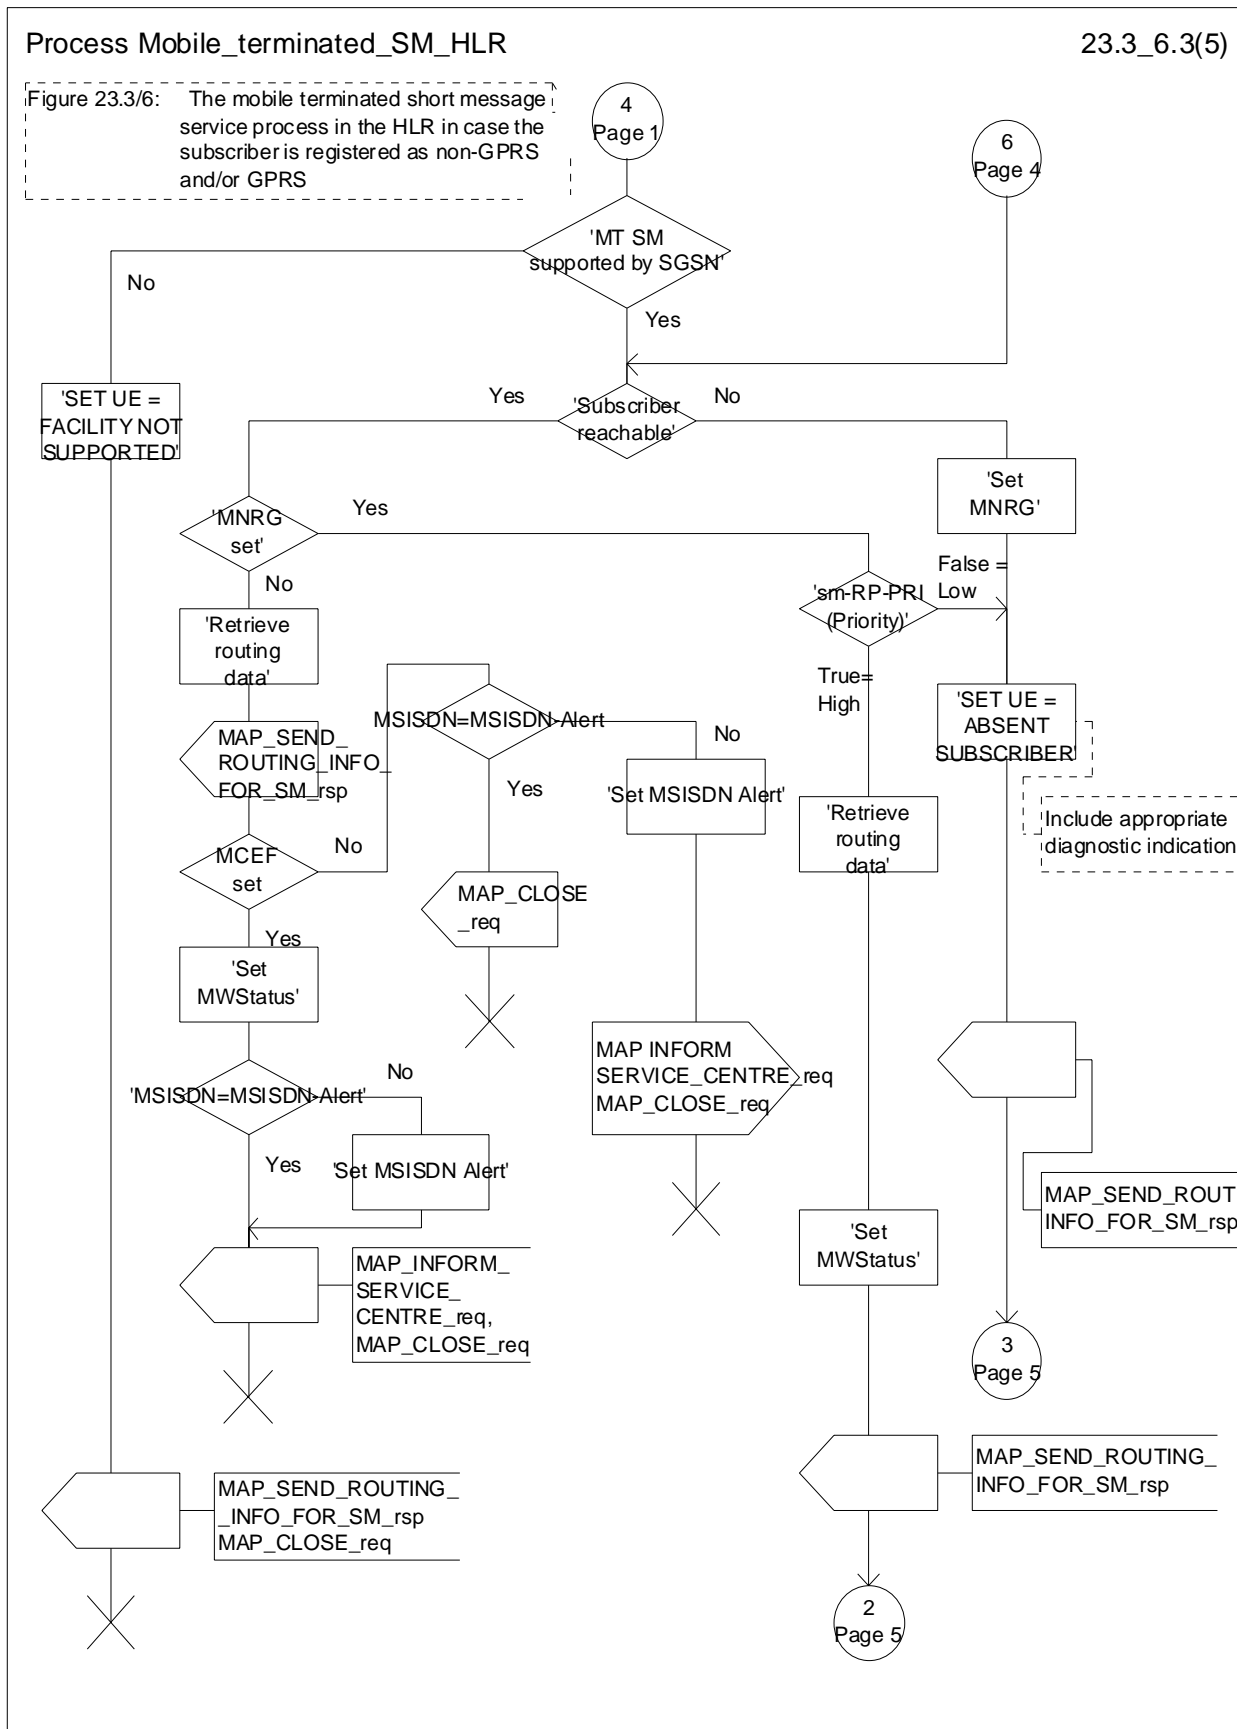 Process Mobile_terminated_SM_HLR
23.3_6.3(5)
Figure 23.3/6: The mobile terminated short message
service process in the HLR in case the
subscriber is registered as non-GPRS
and/or GPRS
4
Page 1
6
Page 4
'MT SM
supported by SGSN'
No
Yes
'SET UE =
FACILITY NOT
SUPPORTED'
Yes
'Subscriber
reachable'
No
'Set
MNRG'
'MNRG
set'
Yes
No
False =
Low
'sm-RP-PRI
(Priority)'
True=
High
'Retrieve
routing
data'
MSISDN=MSISDN-Alert
No
Yes
'SET UE =
ABSENT
SUBSCRIBER'
MAP_SEND_
ROUTING_INFO_
FOR_SM_rsp
'Set MSISDN Alert'
'Retrieve
routing
data'
Include appropriate
diagnostic indication
MCEF
set
No
Yes
MAP_CLOSE
_req
'Set
MWStatus'
MAP INFORM
SERVICE_CENTRE_req
MAP_CLOSE_req
'MSISDN=MSISDN-Alert'
No
Yes
'Set MSISDN Alert'
MAP_SEND_ROUT
INFO_FOR_SM_rsp
'Set
MWStatus'
MAP_INFORM_
SERVICE_
CENTRE_req,
MAP_CLOSE_req
3
Page 5
MAP_SEND_ROUTING_
INFO_FOR_SM_rsp
MAP_SEND_ROUTING_
_INFO_FOR_SM_rsp
MAP_CLOSE_req
2
Page 5